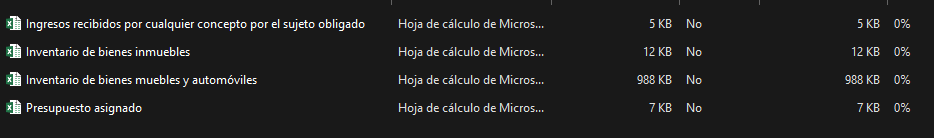 Ingresos recibidos por cualquier concepto por el sujeto obligado Hoja de cálculo de Micros... 5 KB No 5 KB 0%
Inventario de bienes inmuebles Hoja de cálculo de Micros... 12 KB No 12 KB 0%
Inventario de bienes muebles y automóviles Hoja de cálculo de Micros... 988 KB No 988 KB 0%
Presupuesto asignado Hoja de cálculo de Micros... 7 KB No 7 KB 0%